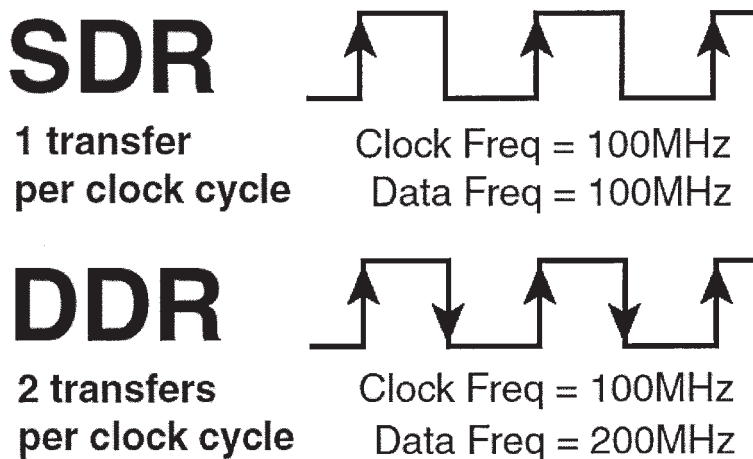 SDR
1 transfer
per clock cycle
Clock Freq = 100MHz
Data Freq = 100MHz
DDR
2 transfers
per clock cycle
Clock Freq = 100MHz
Data Freq = 200MHz